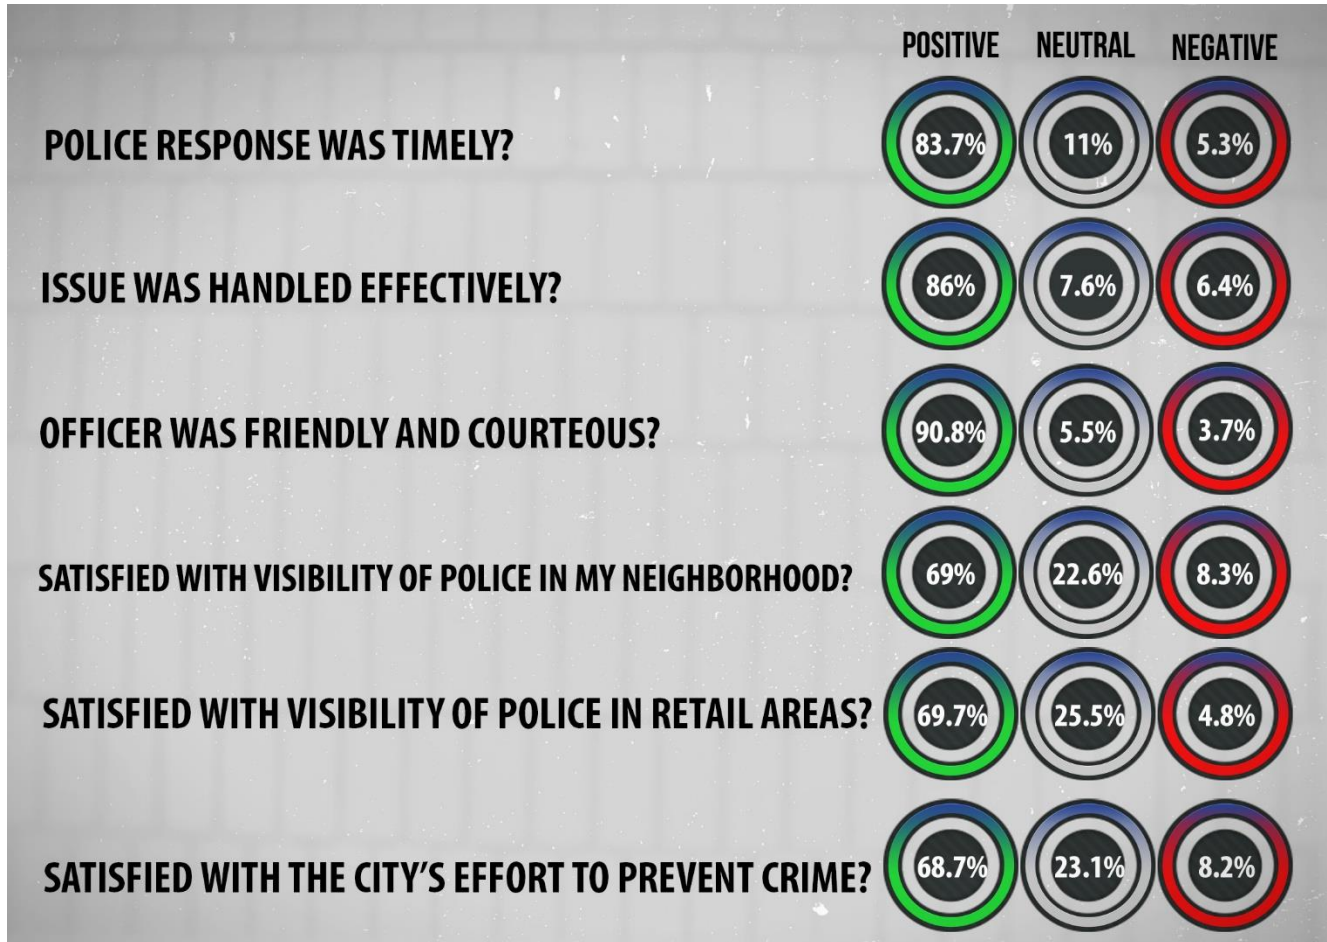 POSITIVE NEUTRAL NEGATIVE
POLICE RESPONSE WAS TIMELY? 83.7% 11% 5.3%
ISSUE WAS HANDLED EFFECTIVELY? 86% 7.6% 6.4%
OFFICER WAS FRIENDLY AND COURTEOUS? 90.8% 5.5% 3.7%
SATISFIED WITH VISIBILITY OF POLICE IN MY NEIGHBORHOOD? 69% 22.6% 8.3%
SATISFIED WITH VISIBILITY OF POLICE IN RETAIL AREAS? 69.7% 25.5% 4.8%
SATISFIED WITH THE CITY'S EFFORT TO PREVENT CRIME? 68.7% 23.1% 8.2%